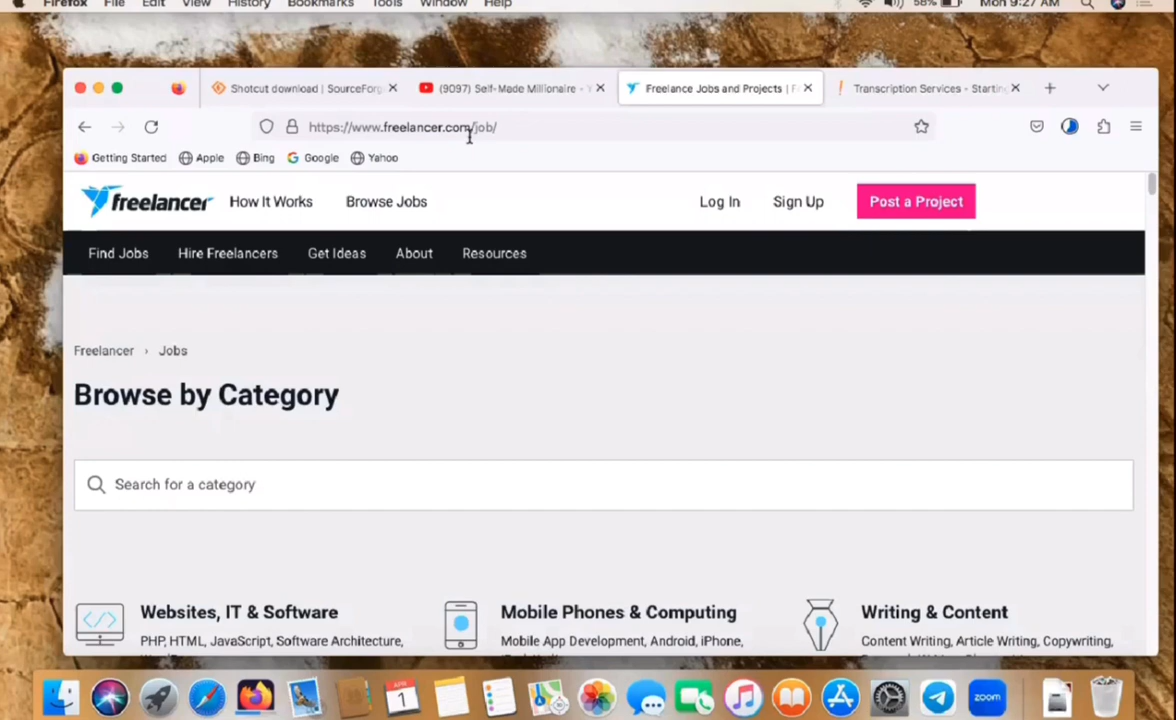 Firefox File Edit View History Bookmarks Tools Window Help 58% Mon 9:27 AM
Shotcut download | SourceForg (9097) Self-Made Millionaire - Y Freelance Jobs and Projects | F Transcription Services - Starting
https://www.freelancer.com/job/
Getting Started Apple Bing Google Yahoo
freelancer How It Works Browse Jobs Log In Sign Up Post a Project
Find Jobs Hire Freelancers Get Ideas About Resources
Freelancer › Jobs
Browse by Category
Search for a category
Websites, IT & Software Mobile Phones & Computing Writing & Content
PHP, HTML, JavaScript, Software Architecture, Mobile App Development, Android, iPhone, Content Writing, Article Writing, Copywriting,
APR
1
zoom